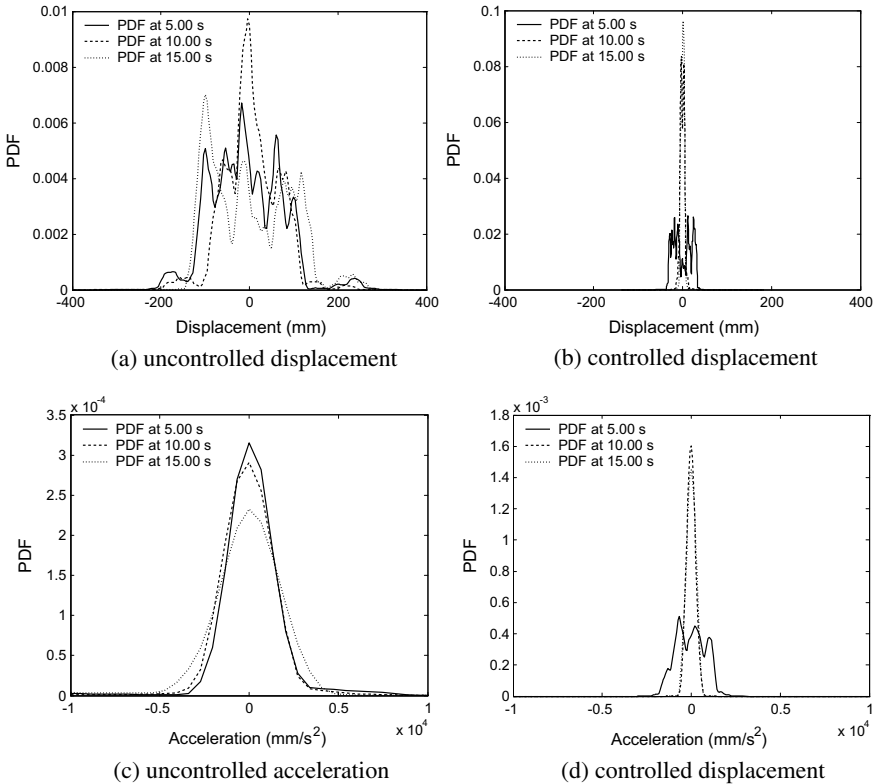 0.01
0.008
0.006
0.004
0.002
0
PDF
PDF at 5.00 s
PDF at 10.00 s
PDF at 15.00 s
-400 -200 0 200 400
Displacement (mm)
(a) uncontrolled displacement
0.1
0.08
0.06
0.04
0.02
0
PDF
PDF at 5.00 s
PDF at 10.00 s
PDF at 15.00 s
-400 -200 0 200 400
Displacement (mm)
(b) controlled displacement
x 10-4
3.5
3
2.5
2
1.5
1
0.5
0
PDF
PDF at 5.00 s
PDF at 10.00 s
PDF at 15.00 s
-1 -0.5 0 0.5 1
x 10⁴
Acceleration (mm/s²)
(c) uncontrolled acceleration
x 10-3
1.8
1.6
1.4
1.2
1
0.8
0.6
0.4
0.2
0
PDF
PDF at 5.00 s
PDF at 10.00 s
PDF at 15.00 s
-1 -0.5 0 0.5 1
x 10⁴
Acceleration (mm/s²)
(d) controlled displacement